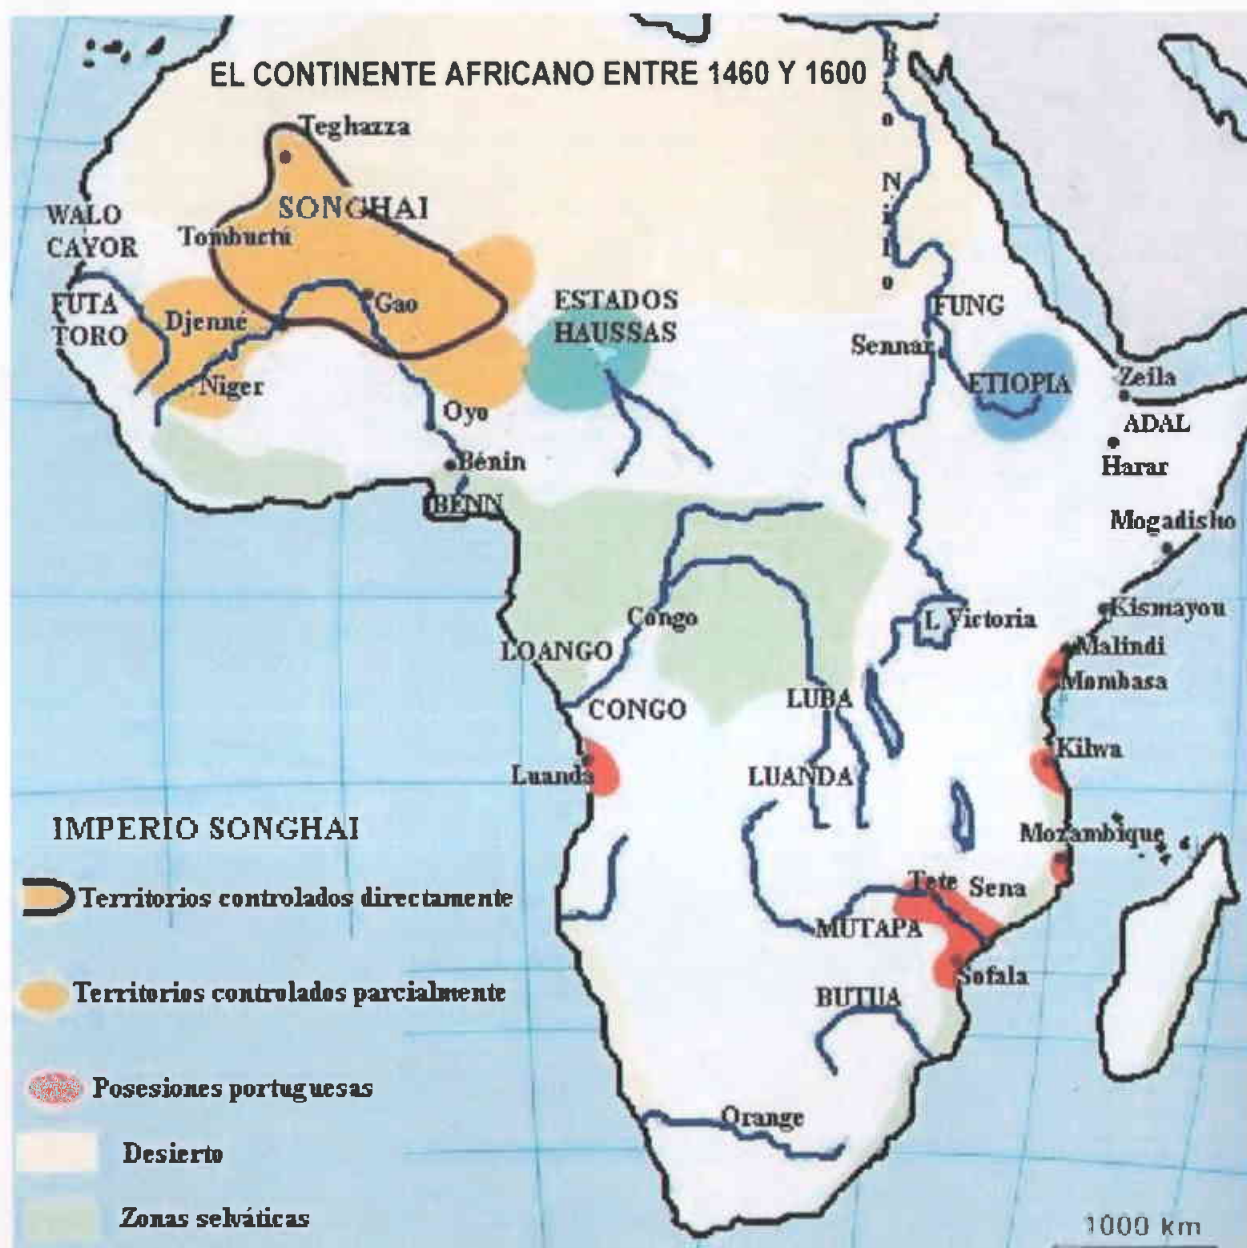 EL CONTINENTE AFRICANO ENTRE 1460 Y 1600
Río Nilo
Teghazza
SONGHAI
WALO
CAYOR
Tombuctú
FUTA
TORO
Djenné
Gao
ESTADOS
HAUSSAS
FUNG
Sennar
Niger
ETIOPIA
Zeila
Oyo
ADAL
Bénin
Harar
BENN
Mogadisho
Congo
L Victoria
Kismayou
LOANGO
Malindi
Mombasa
CONGO
LUBA
Kilwa
Luanda
LUANDA
IMPERIO SONGHAI
Mozambique
Territorios controlados directamente
Tete
Sena
MUTAPA
Sofala
Territorios controlados parcialmente
BUTUA
Posesiones portuguesas
Orange
Desierto
Zonas selváticas
1000 km